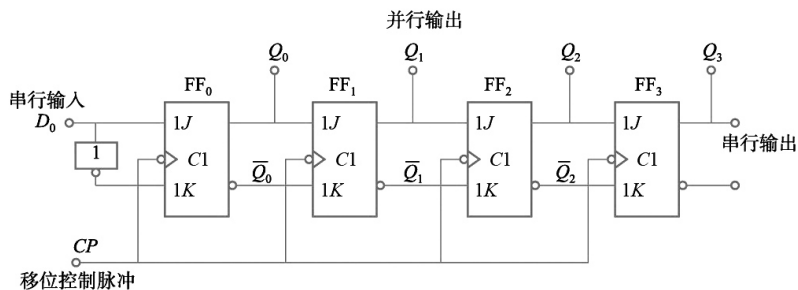 并行输出
Q₀ Q₁ Q₂ Q₃
FF₀ FF₁ FF₂ FF₃
串行输入
D₀
1J 1J 1J 1J
串行输出
1
C1 C1 C1 C1
1K Q̅₀ 1K Q̅₁ 1K Q̅₂ 1K
CP
移位控制脉冲